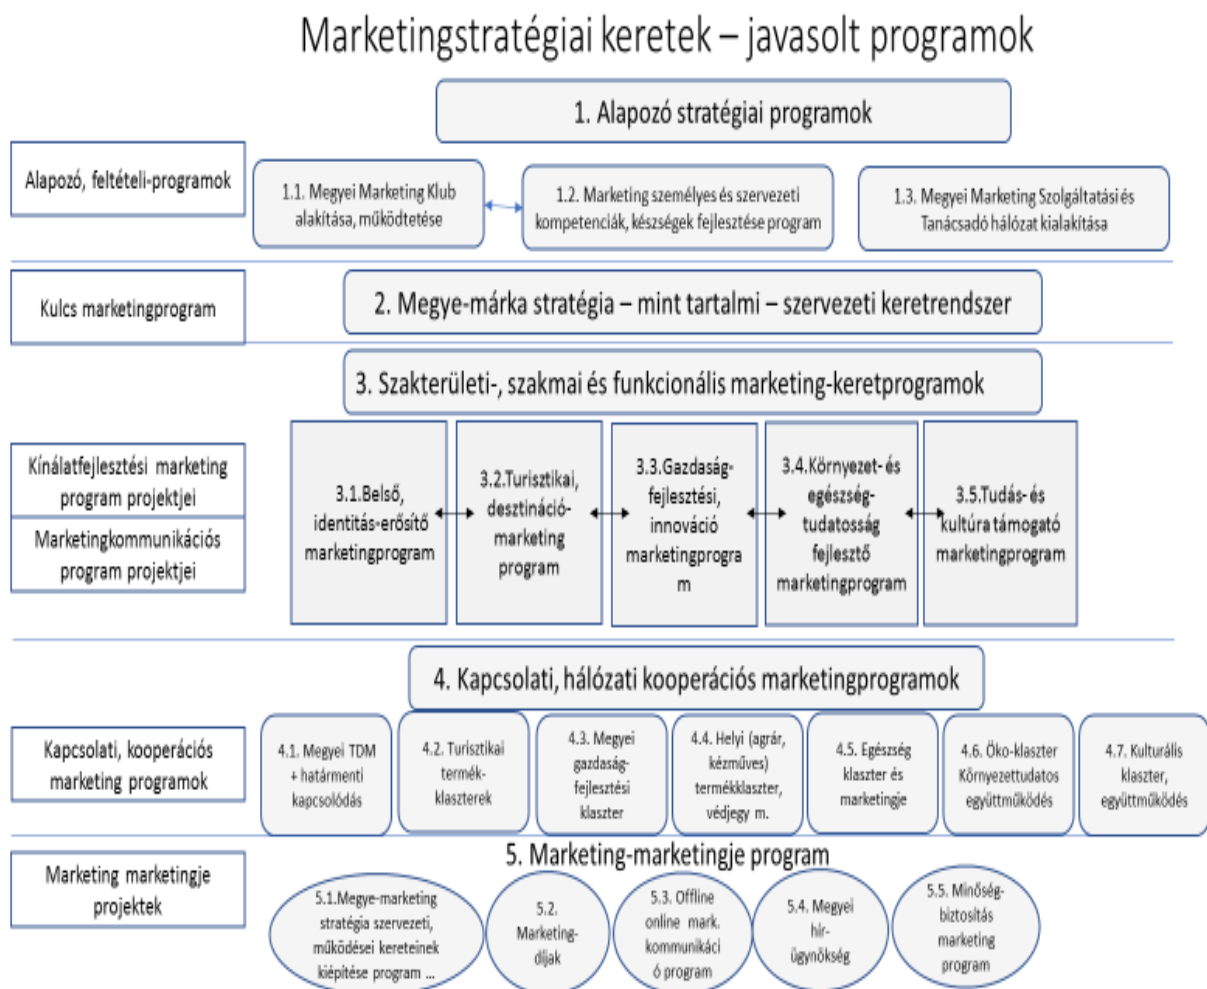 Marketingstratégiai keretek – javasolt programok
1. Alapozó stratégiai programok
Alapozó, feltételi-programok
1.1. Megyei Marketing Klub
alakítása, működtetése
1.2. Marketing személyes és szervezeti
kompetenciák, készségek fejlesztése program
1.3. Megyei Marketing Szolgáltatási és
Tanácsadó hálózat kialakítása
Kulcs marketingprogram
2. Megye-márka stratégia – mint tartalmi – szervezeti keretrendszer
3. Szakterületi-, szakmai és funkcionális marketing-keretprogramok
Kínálatfejlesztési marketing
program projektjei
Marketingkommunikációs
program projektjei
3.1.Belső,
identitás-erősítő
marketingprogram
3.2.Turisztikai,
desztináció-
marketing
program
3.3.Gazdaság-
fejlesztési,
innováció
marketingprogra
m
3.4.Környezet- és
egészség-
tudatosság
fejlesztő
marketingprogram
3.5.Tudás- és
kultúra támogató
marketingprogram
4. Kapcsolati, hálózati kooperációs marketingprogramok
Kapcsolati, kooperációs
marketing programok
4.1. Megyei TDM
+ határmenti
kapcsolódás
4.2. Turisztikai
termék-
klaszterek
4.3. Megyei
gazdaság-
fejlesztési
klaszter
4.4. Helyi (agrár,
kézműves)
termékklaszter,
védjegy m.
4.5. Egészség
klaszter és
marketingje
4.6. Öko-klaszter
Környezettudatos
együttműködés
4.7. Kulturális
klaszter,
együttműködés
5. Marketing-marketingje program
Marketing marketingje
projektek
5.1.Megye-marketing
stratégia szervezeti,
működései kereteinek
kiépítése program ...
5.2.
Marketing-
díjak
5.3. Offline
online mark.
kommunikáci
ó program
5.4. Megyei
hír-
ügynökség
5.5. Minőség-
biztosítás
marketing
program